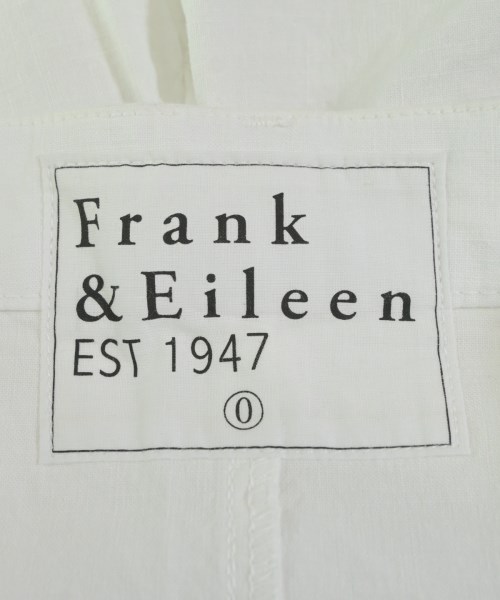 Frank
& Eileen
EST 1947
0